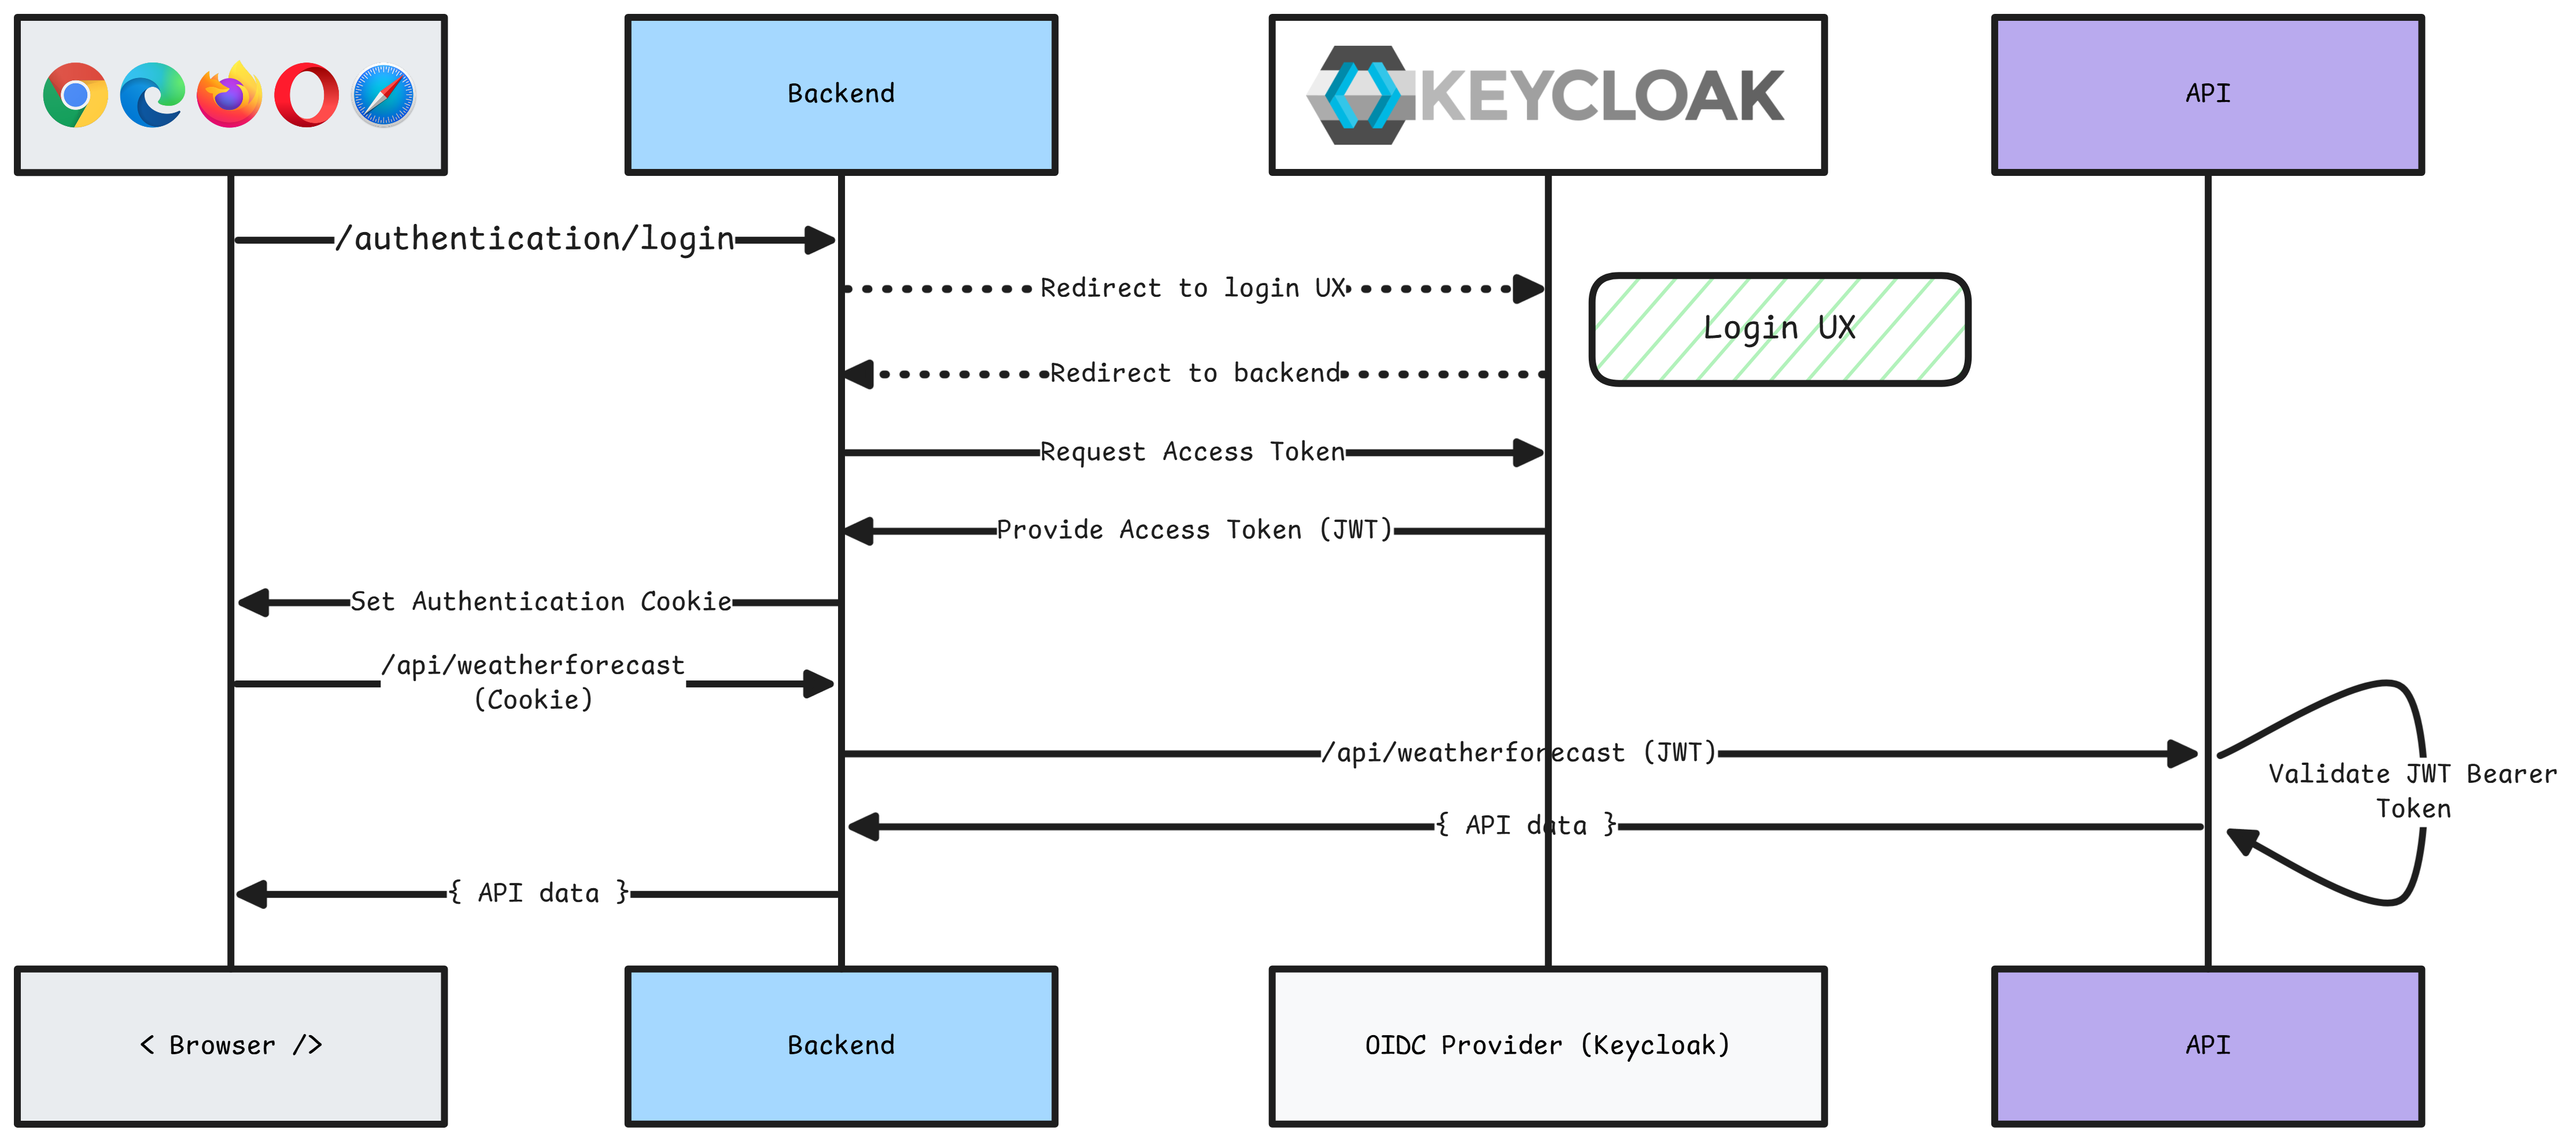 Backend
KEYCLOAK
API
/authentication/login
Redirect to login UX
Login UX
Redirect to backend
Request Access Token
Provide Access Token (JWT)
Set Authentication Cookie
/api/weatherforecast
(Cookie)
/api/weatherforecast (JWT)
Validate JWT Bearer
Token
{ API data }
{ API data }
< Browser />
Backend
OIDC Provider (Keycloak)
API